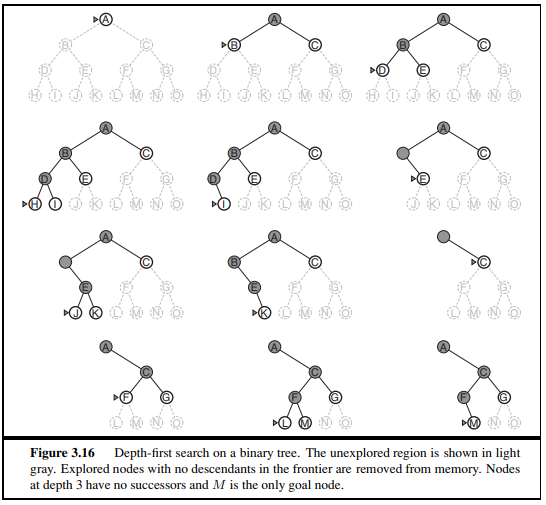 A A A
B C B C B C
D E F G D E F G D E F G
H I J K L M N O H I J K L M N O H I J K L M N O
A A A
B C B C C
D E F G D E F G E F G
H I J K L M N O I J K L M N O J K L M N O
A A
C B C C
E F G E F G F G
J K L M N O K L M N O L M N O
A A A
C C C
F G F G F G
L M N O L M N O M N O
Figure 3.16 Depth-first search on a binary tree. The unexplored region is shown in light
gray. Explored nodes with no descendants in the frontier are removed from memory. Nodes
at depth 3 have no successors and M is the only goal node.